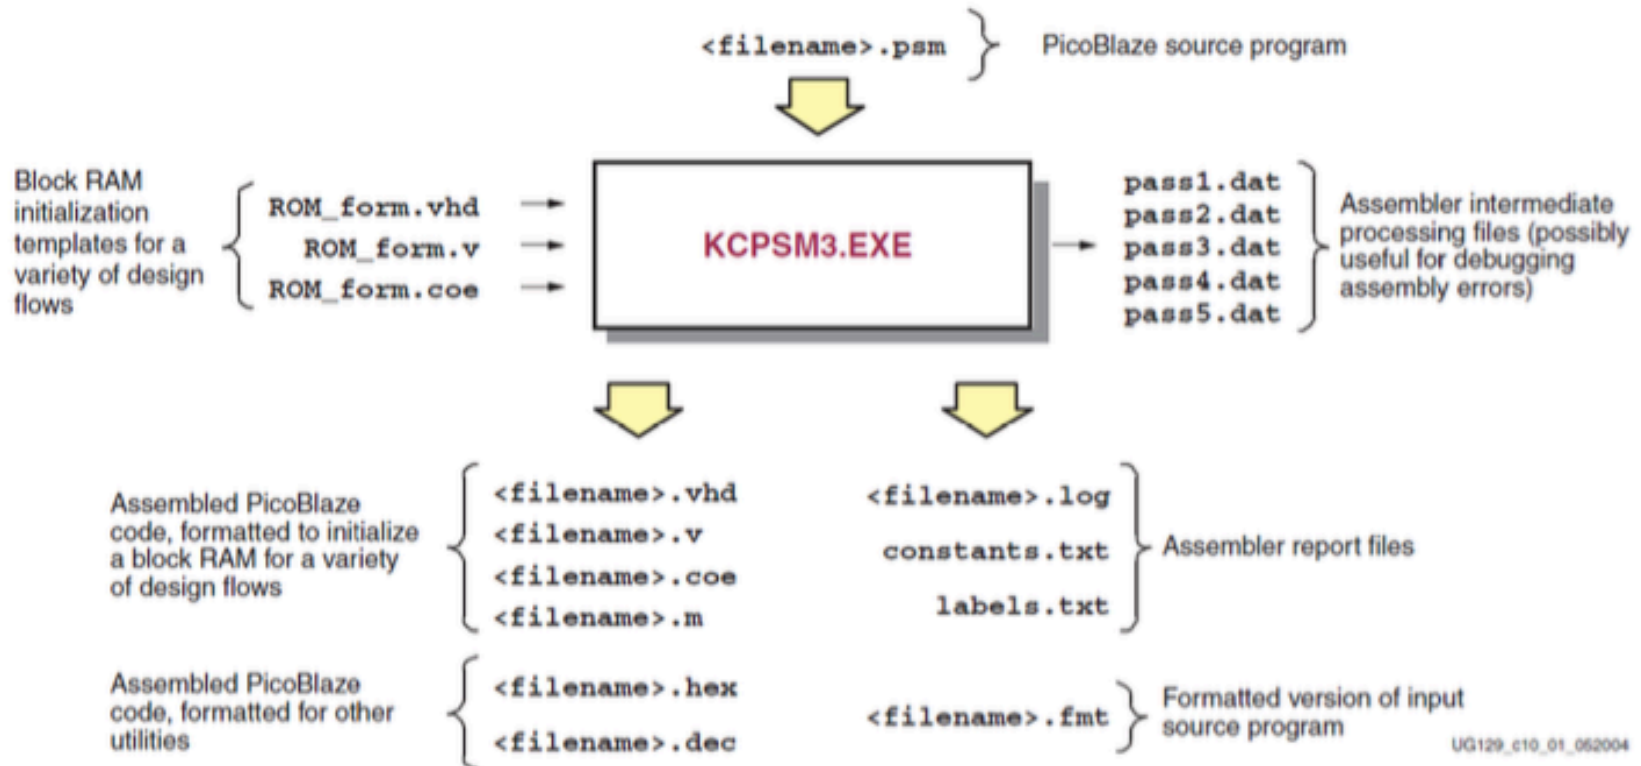 <filename>.psm
PicoBlaze source program
Block RAM
initialization
templates for a
variety of design
flows
ROM_form.vhd
ROM_form.v
ROM_form.coe
KCPSM3.EXE
pass1.dat
pass2.dat
pass3.dat
pass4.dat
pass5.dat
Assembler intermediate
processing files (possibly
useful for debugging
assembly errors)
Assembled PicoBlaze
code, formatted to initialize
a block RAM for a variety
of design flows
<filename>.vhd
<filename>.v
<filename>.coe
<filename>.m
<filename>.log
constants.txt
labels.txt
Assembler report files
Assembled PicoBlaze
code, formatted for other
utilities
<filename>.hex
<filename>.dec
<filename>.fmt
Formatted version of input
source program
UG129_c10_01_052004